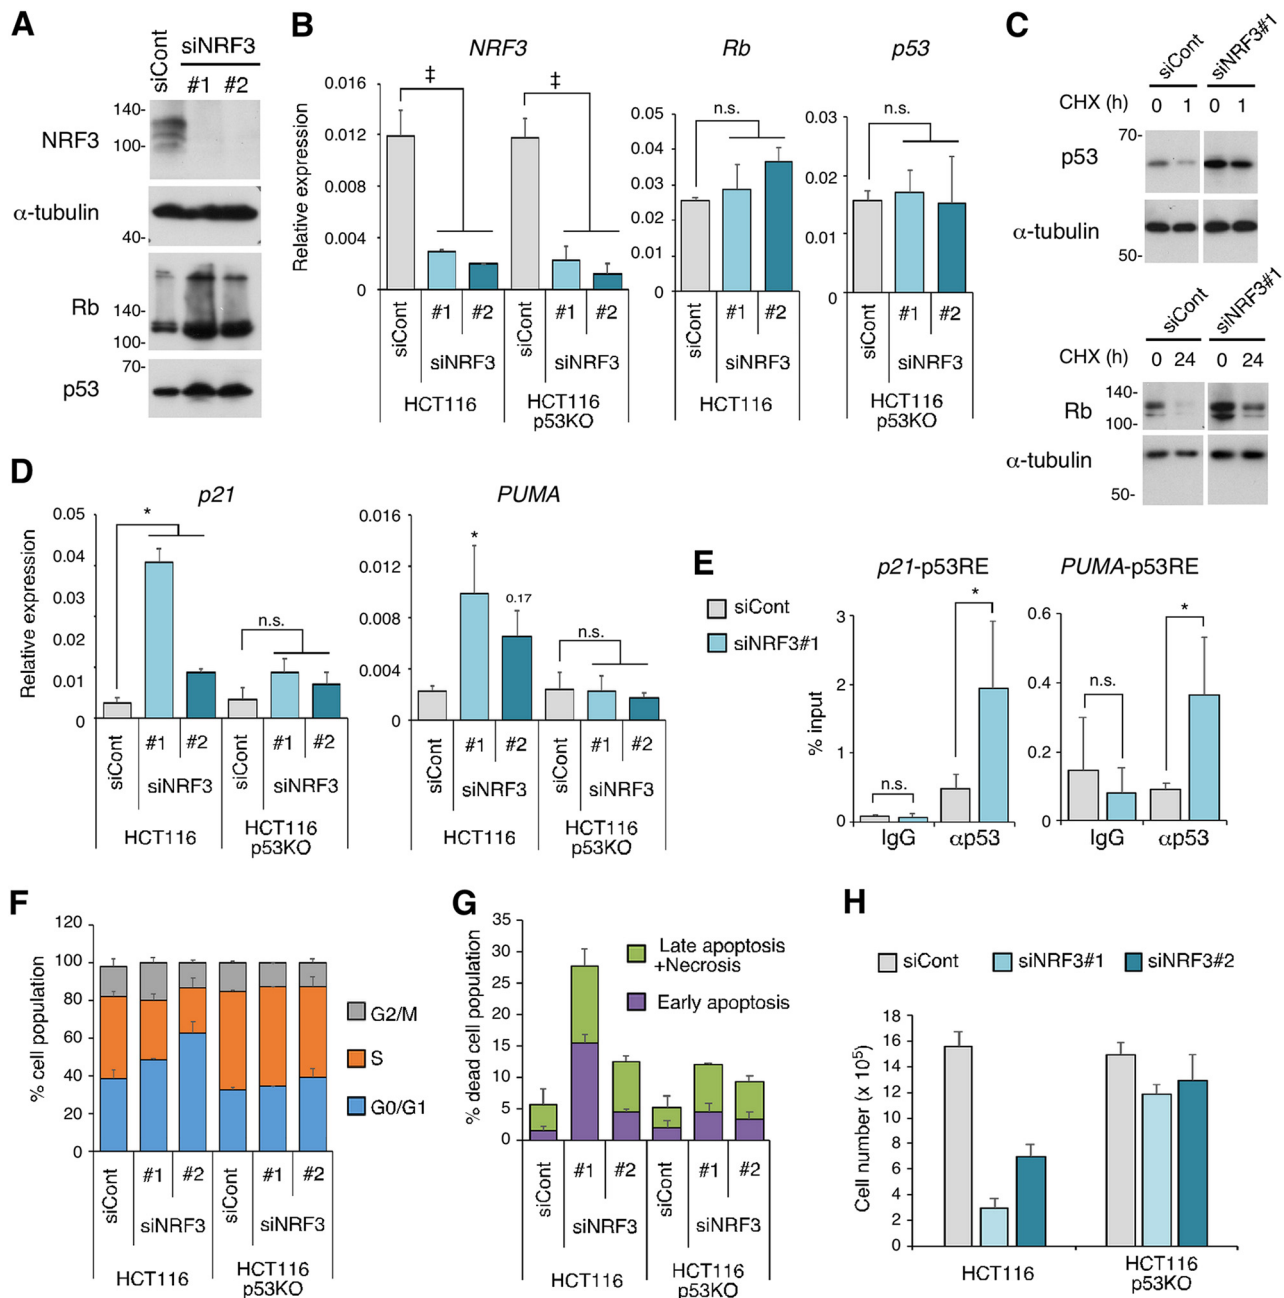 A
siCont
siNRF3
#1 #2
140-
NRF3
100-
α-tubulin
40-
Rb
140-
100-
70-
p53
B
NRF3
Rb
p53
Relative expression
0.016
0.012
0.008
0.004
0
‡
‡
siCont
#1 #2
siNRF3
HCT116
siCont
#1 #2
siNRF3
HCT116
p53KO
0.05
0.04
0.03
0.02
0.01
0
n.s.
siCont
#1 #2
siNRF3
HCT116
0.03
0.02
0.01
0
n.s.
siCont
#1 #2
siNRF3
HCT116
p53KO
C
siCont
siNRF3#1
CHX (h) 0 1 0 1
70-
p53
α-tubulin
50-
siCont
siNRF3#1
CHX (h) 0 24 0 24
140-
Rb
100-
α-tubulin
50-
D
p21
Relative expression
0.05
0.04
0.03
0.02
0.01
0
*
n.s.
siCont
#1 #2
siNRF3
HCT116
siCont
#1 #2
siNRF3
HCT116
p53KO
PUMA
0.016
0.012
0.008
0.004
0
*
0.17
n.s.
siCont
#1 #2
siNRF3
HCT116
siCont
#1 #2
siNRF3
HCT116
p53KO
E
siCont
siNRF3#1
p21-p53RE
% input
3
2
1
0
n.s.
*
IgG αp53
PUMA-p53RE
0.6
0.4
0.2
0
n.s.
*
IgG αp53
F
% cell population
120
100
80
60
40
20
0
G2/M
S
G0/G1
siCont
#1 #2
siNRF3
HCT116
siCont
#1 #2
siNRF3
HCT116
p53KO
G
% dead cell population
35
30
25
20
15
10
5
0
Late apoptosis
+Necrosis
Early apoptosis
siCont
#1 #2
siNRF3
HCT116
siCont
#1 #2
siNRF3
HCT116
p53KO
H
siCont siNRF3#1 siNRF3#2
Cell number (x 10⁵)
18
16
14
12
8
6
4
2
0
HCT116
HCT116
p53KO